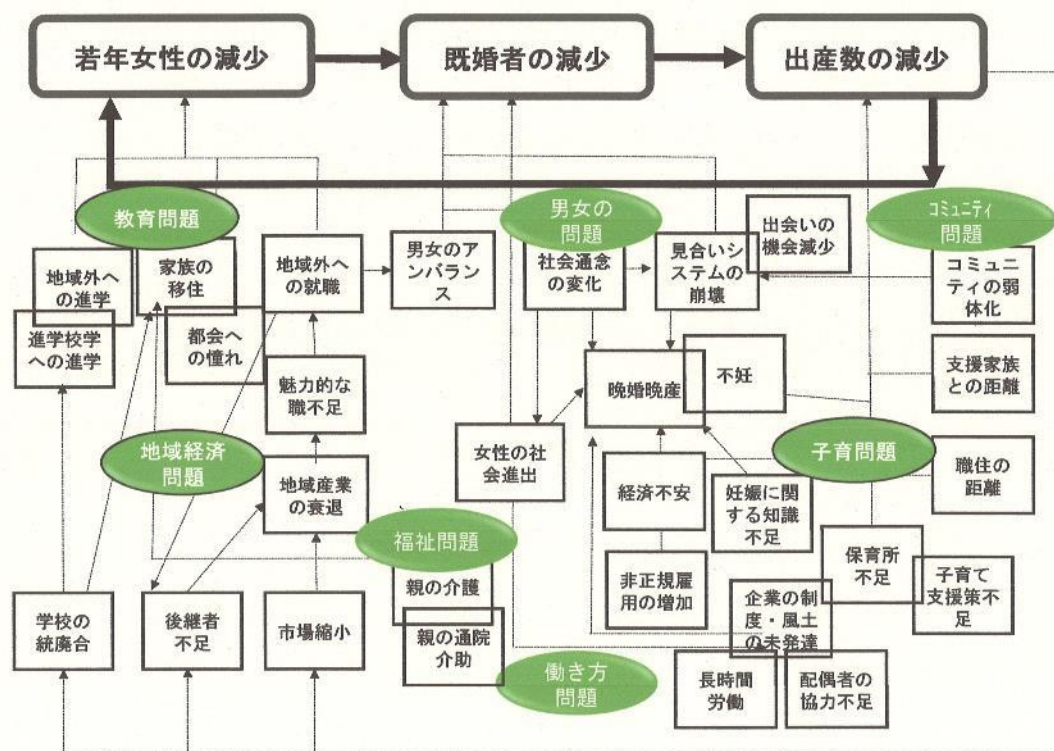 若年女性の減少
既婚者の減少
出産数の減少
教育問題
男女の
問題
コミュニティ
問題
地域外へ
の進学
家族の
移住
地域外へ
の就職
男女のア
ンバラン
ス
社会通念
の変化
見合いシ
ステムの
崩壊
出会いの
機会減少
コミュニ
ティの弱
体化
進学校学
への進学
都会へ
の憧れ
魅力的な
職不足
晩婚晩産
不妊
支援家族
との距離
地域経済
問題
地域産業
の衰退
女性の社
会進出
子育問題
経済不安
妊娠に関
する知識
不足
職住の
距離
福祉問題
親の介護
非正規雇
用の増加
保育所
不足
子育て
支援策不
足
学校の
統廃合
後継者
不足
市場縮小
親の通院
介助
企業の制
度・風土
の未発達
働き方
問題
長時間
労働
配偶者の
協力不足